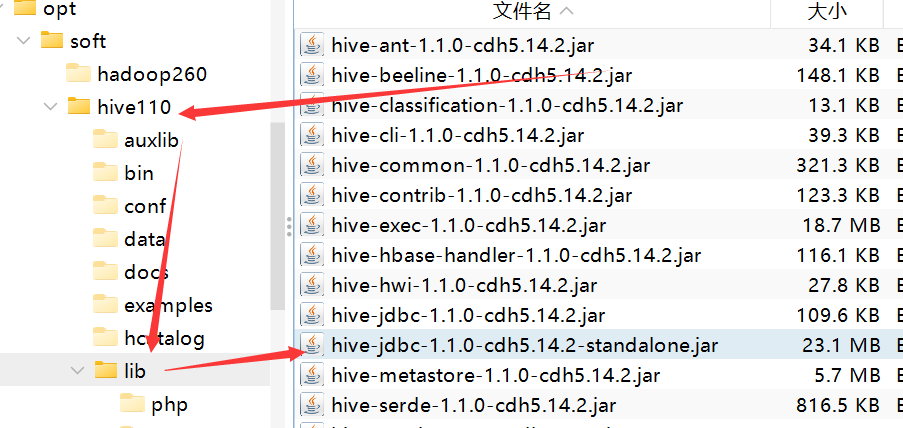 opt
soft
hadoop260
hive110
auxlib
bin
conf
data
docs
examples
hcatalog
lib
php
文件名 大小
hive-ant-1.1.0-cdh5.14.2.jar 34.1 KB
hive-beeline-1.1.0-cdh5.14.2.jar 148.1 KB
hive-classification-1.1.0-cdh5.14.2.jar 13.1 KB
hive-cli-1.1.0-cdh5.14.2.jar 39.3 KB
hive-common-1.1.0-cdh5.14.2.jar 321.3 KB
hive-contrib-1.1.0-cdh5.14.2.jar 123.3 KB
hive-exec-1.1.0-cdh5.14.2.jar 18.7 MB
hive-hbase-handler-1.1.0-cdh5.14.2.jar 116.1 KB
hive-hwi-1.1.0-cdh5.14.2.jar 27.8 KB
hive-jdbc-1.1.0-cdh5.14.2.jar 109.6 KB
hive-jdbc-1.1.0-cdh5.14.2-standalone.jar 23.1 MB
hive-metastore-1.1.0-cdh5.14.2.jar 5.7 MB
hive-serde-1.1.0-cdh5.14.2.jar 816.5 KB